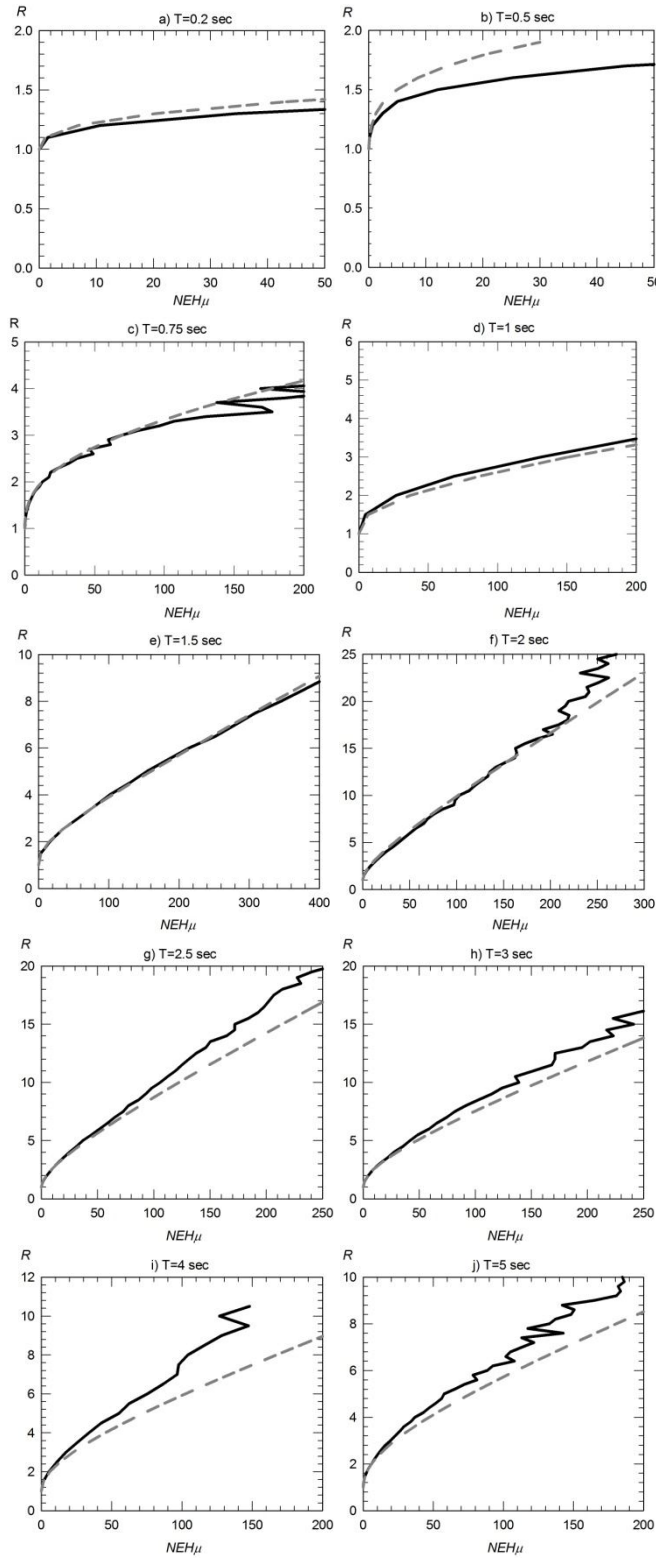 R
a) T=0.2 sec
2.0
1.5
1.0
0.5
0.0
0 10 20 30 40 50
NEHμ
R
b) T=0.5 sec
2.0
1.5
1.0
0.5
0.0
0 10 20 30 40 50
NEHμ
R
c) T=0.75 sec
5
4
3
2
1
0
0 50 100 150 200
NEHμ
R
d) T=1 sec
6
5
4
3
2
1
0
0 50 100 150 200
NEHμ
R
e) T=1.5 sec
10
8
6
4
2
0
0 100 200 300 400
NEHμ
R
f) T=2 sec
25
20
15
10
5
0
0 50 100 150 200 250 300
NEHμ
R
g) T=2.5 sec
20
15
10
5
0
0 50 100 150 200 250
NEHμ
R
h) T=3 sec
20
15
10
5
0
0 50 100 150 200 250
NEHμ
R
i) T=4 sec
12
10
8
6
4
2
0
0 50 100 150 200
NEHμ
R
j) T=5 sec
10
8
6
4
2
0
0 50 100 150 200
NEHμ